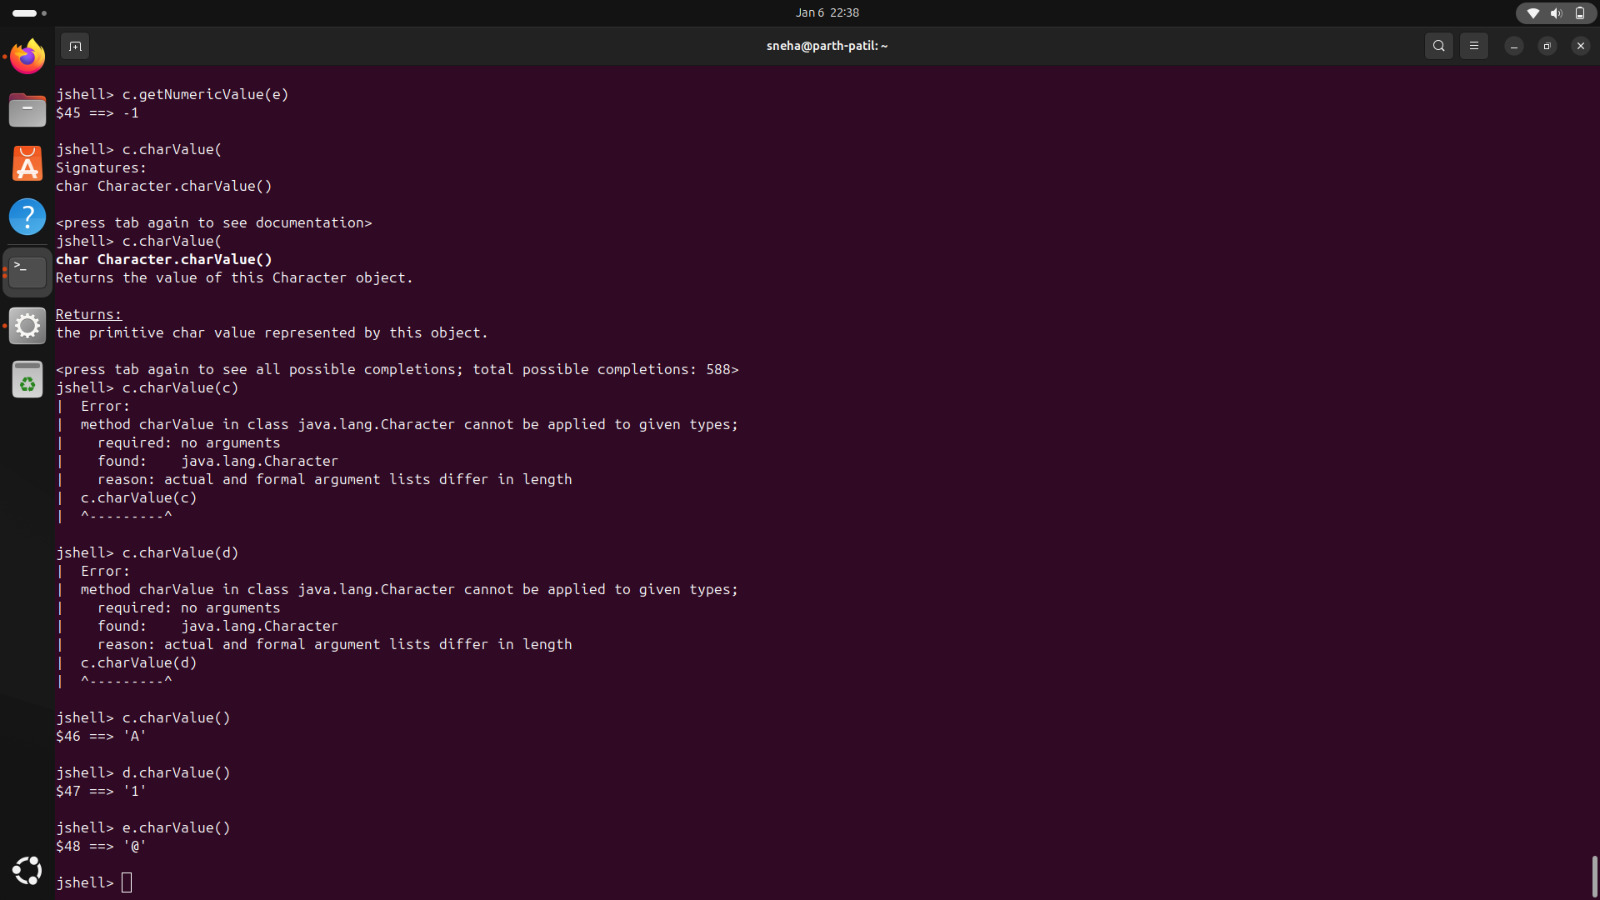 Jan 6 22:38
sneha@parth-patil: ~
jshell> c.getNumericValue(e)
$45 ==> -1
jshell> c.charValue(
Signatures:
char Character.charValue()
<press tab again to see documentation>
jshell> c.charValue(
char Character.charValue()
Returns the value of this Character object.
Returns:
the primitive char value represented by this object.
<press tab again to see all possible completions; total possible completions: 588>
jshell> c.charValue(c)
|  Error:
|  method charValue in class java.lang.Character cannot be applied to given types;
|    required: no arguments
|    found:    java.lang.Character
|    reason: actual and formal argument lists differ in length
|  c.charValue(c)
|  ^---------^
jshell> c.charValue(d)
|  Error:
|  method charValue in class java.lang.Character cannot be applied to given types;
|    required: no arguments
|    found:    java.lang.Character
|    reason: actual and formal argument lists differ in length
|  c.charValue(d)
|  ^---------^
jshell> c.charValue()
$46 ==> 'A'
jshell> d.charValue()
$47 ==> '1'
jshell> e.charValue()
$48 ==> '@'
jshell>